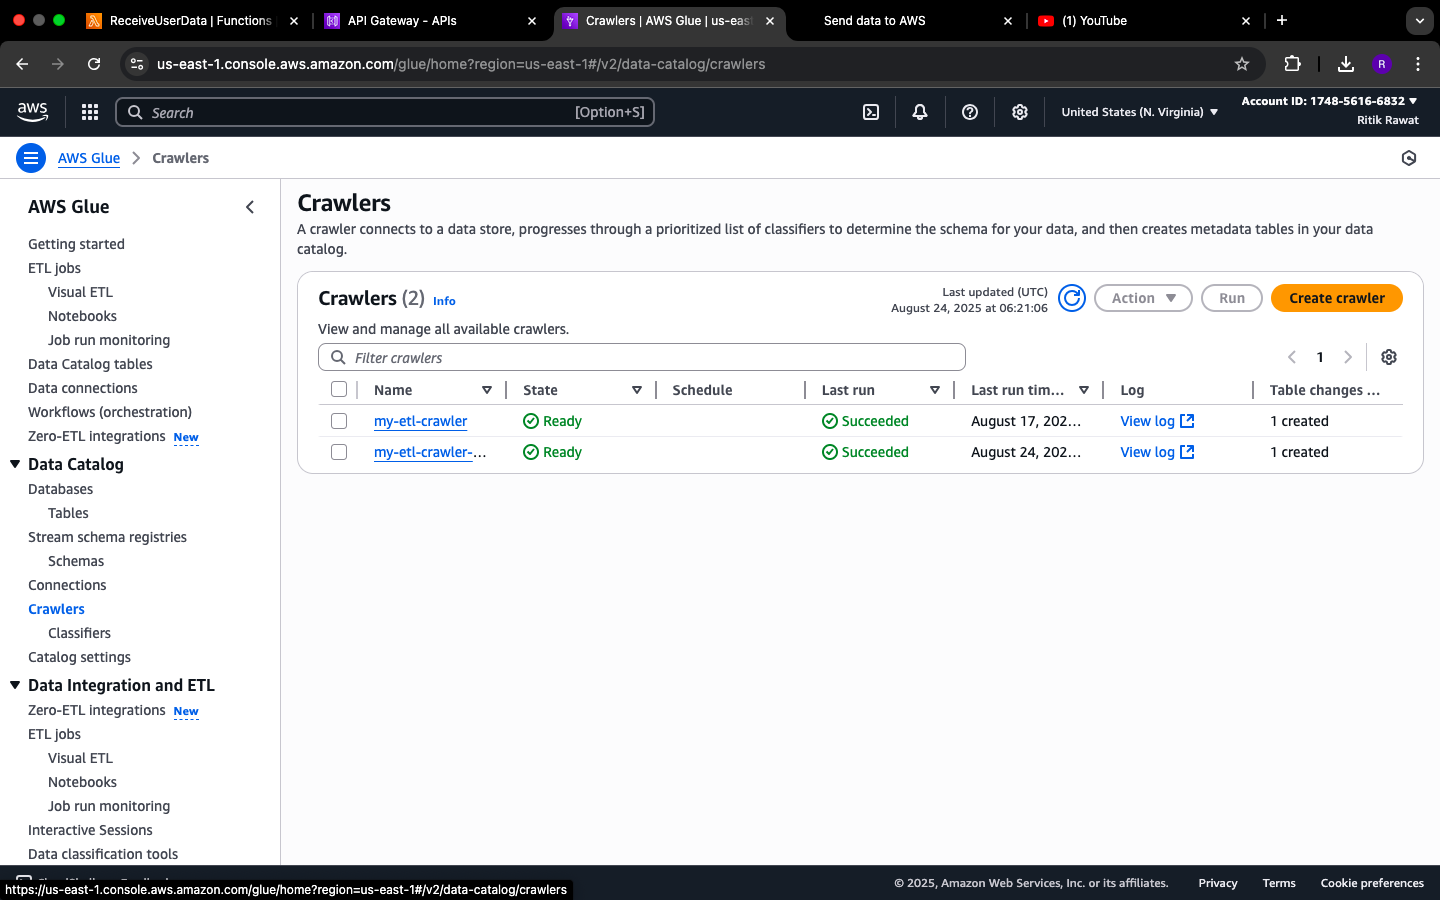 ReceiveUserData | Functions
API Gateway - APIs
Crawlers | AWS Glue | us-eas
Send data to AWS
(1) YouTube
us-east-1.console.aws.amazon.com/glue/home?region=us-east-1#/v2/data-catalog/crawlers
R
aws
Search
[Option+S]
United States (N. Virginia)
Account ID: 1748-5616-6832
Ritik Rawat
AWS Glue
Crawlers
AWS Glue
Getting started
ETL jobs
Visual ETL
Notebooks
Job run monitoring
Data Catalog tables
Data connections
Workflows (orchestration)
Zero-ETL integrations New
Data Catalog
Databases
Tables
Stream schema registries
Schemas
Connections
Crawlers
Classifiers
Catalog settings
Data Integration and ETL
Zero-ETL integrations New
ETL jobs
Visual ETL
Notebooks
Job run monitoring
Interactive Sessions
Data classification tools
Crawlers
A crawler connects to a data store, progresses through a prioritized list of classifiers to determine the schema for your data, and then creates metadata tables in your data
catalog.
Crawlers (2) Info
Last updated (UTC)
August 24, 2025 at 06:21:06
Action
Run
Create crawler
View and manage all available crawlers.
Filter crawlers
1
Name State Schedule Last run Last run tim... Log Table changes ...
my-etl-crawler Ready Succeeded August 17, 202... View log 1 created
my-etl-crawler-... Ready Succeeded August 24, 202... View log 1 created
https://us-east-1.console.aws.amazon.com/glue/home?region=us-east-1#/v2/data-catalog/crawlers
© 2025, Amazon Web Services, Inc. or its affiliates.
Privacy
Terms
Cookie preferences